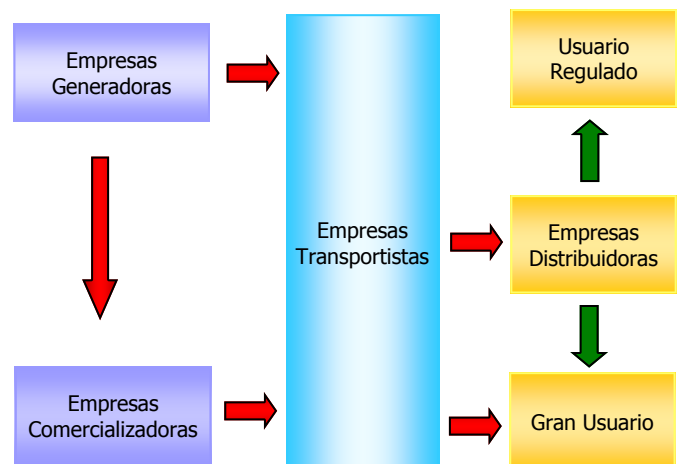 Empresas
Generadoras
Usuario
Regulado
Empresas
Transportistas
Empresas
Distribuidoras
Empresas
Comercializadoras
Gran Usuario